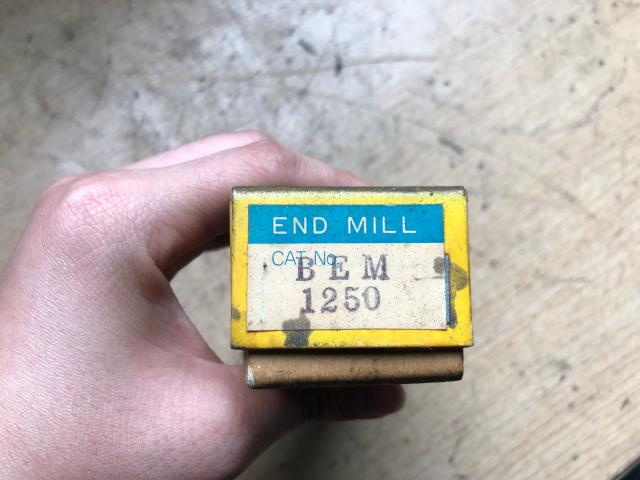 END MILL
CAT. No.
BEM
1250